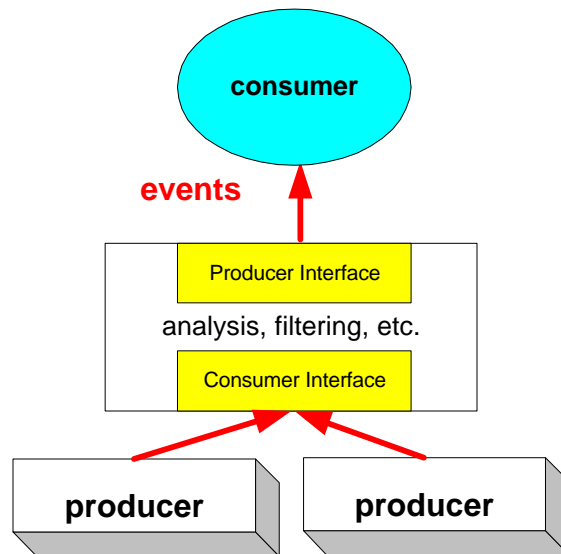 consumer
events
Producer Interface
analysis, filtering, etc.
Consumer Interface
producer
producer